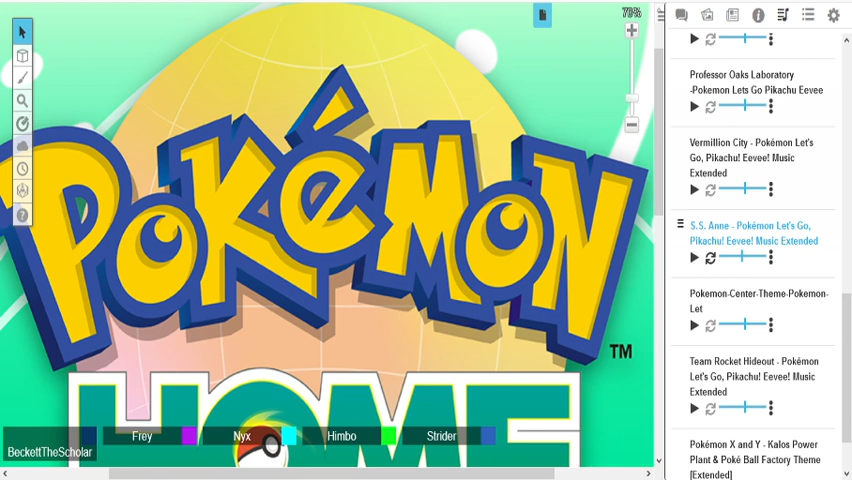 70%
POKÉMON
TM
HOME
BeckettTheScholar
Frey
Nyx
Himbo
Strider
Professor Oaks Laboratory
-Pokemon Lets Go Pikachu Eevee
Vermillion City - Pokémon Let's
Go, Pikachu! Eevee! Music
Extended
S.S. Anne - Pokémon Let's Go,
Pikachu! Eevee! Music Extended
Pokemon-Center-Theme-Pokemon-
Let
Team Rocket Hideout - Pokémon
Let's Go, Pikachu! Eevee! Music
Extended
Pokémon X and Y - Kalos Power
Plant & Poké Ball Factory Theme
[Extended]